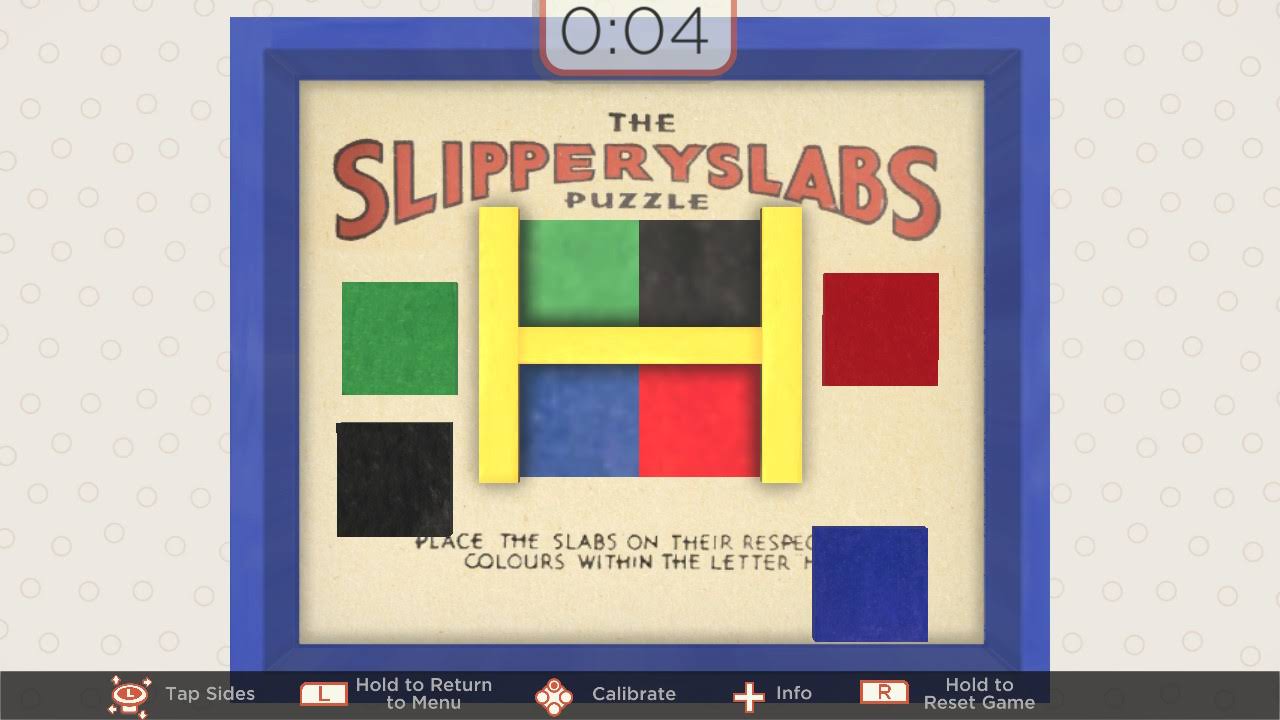 0:04
THE
SLIPPERYSLABS
PUZZLE
PLACE THE SLABS ON THEIR
COLOURS WITHIN THE LETTER
L Tap Sides
L Hold to Return
to Menu
Calibrate
Info
R Hold to
Reset Game